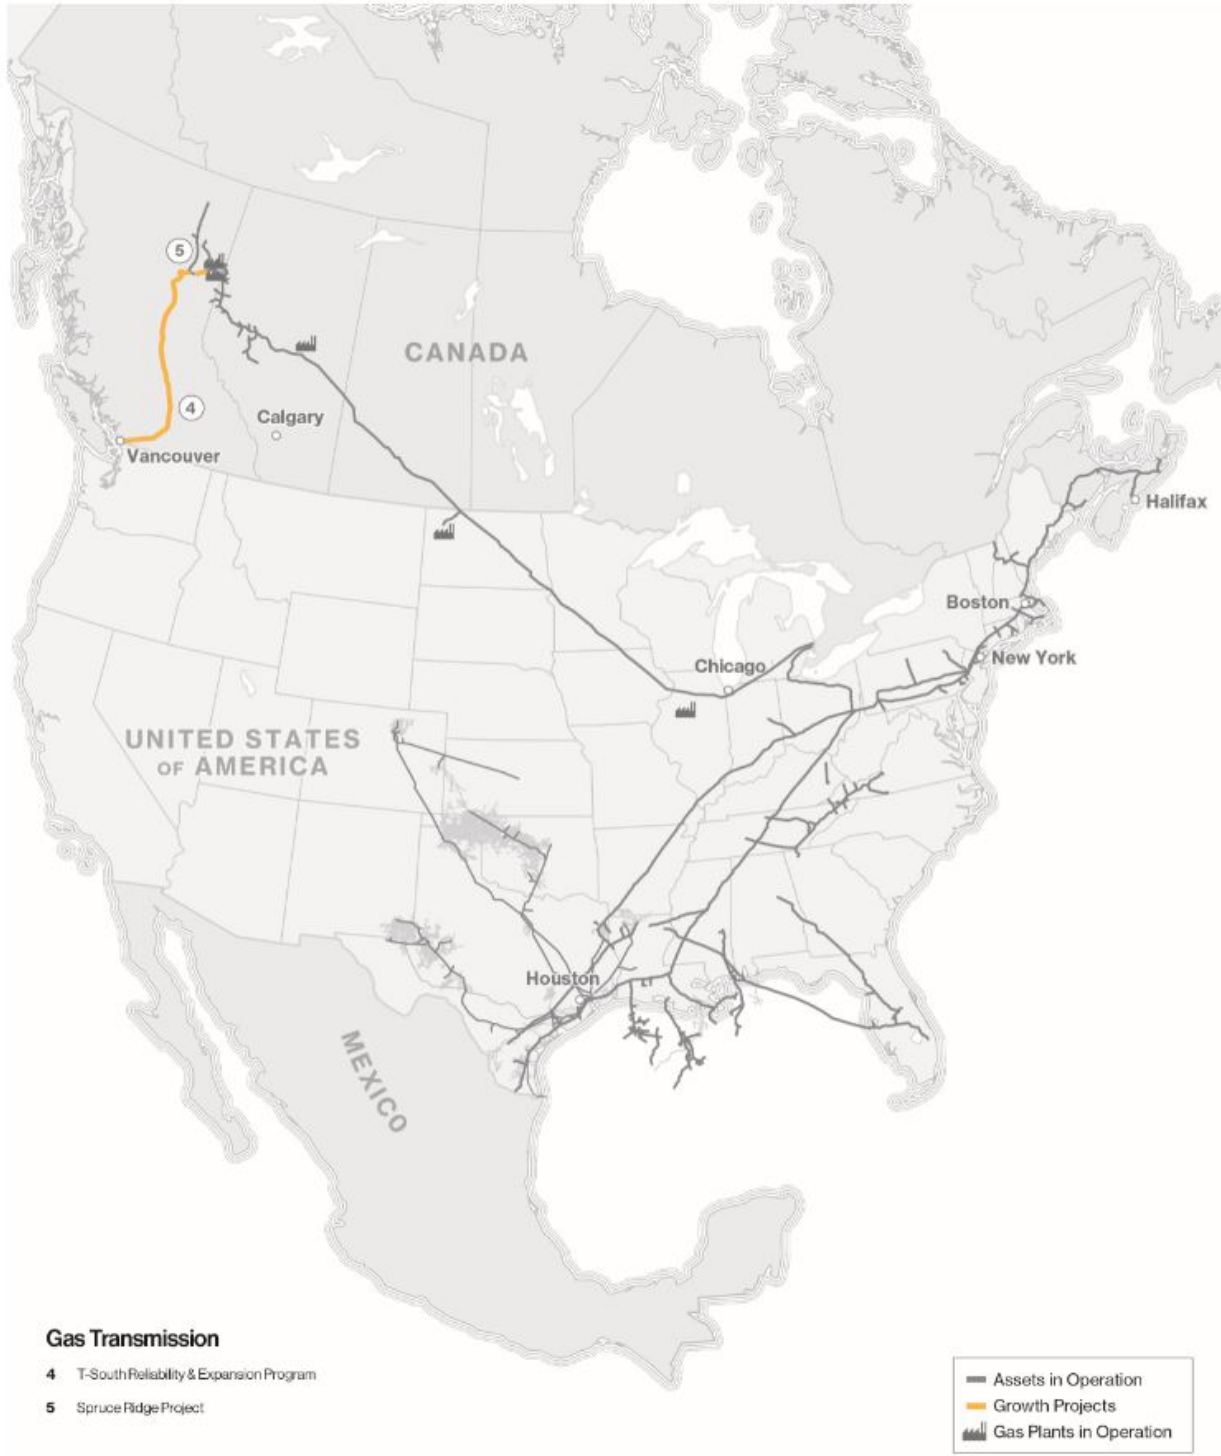 5
CANADA
4
Calgary
Vancouver
Halifax
Boston
New York
Chicago
UNITED STATES
OF AMERICA
Houston
MEXICO
Gas Transmission
4 T-South Reliability & Expansion Program
5 Spruce Ridge Project
Assets in Operation
Growth Projects
Gas Plants in Operation